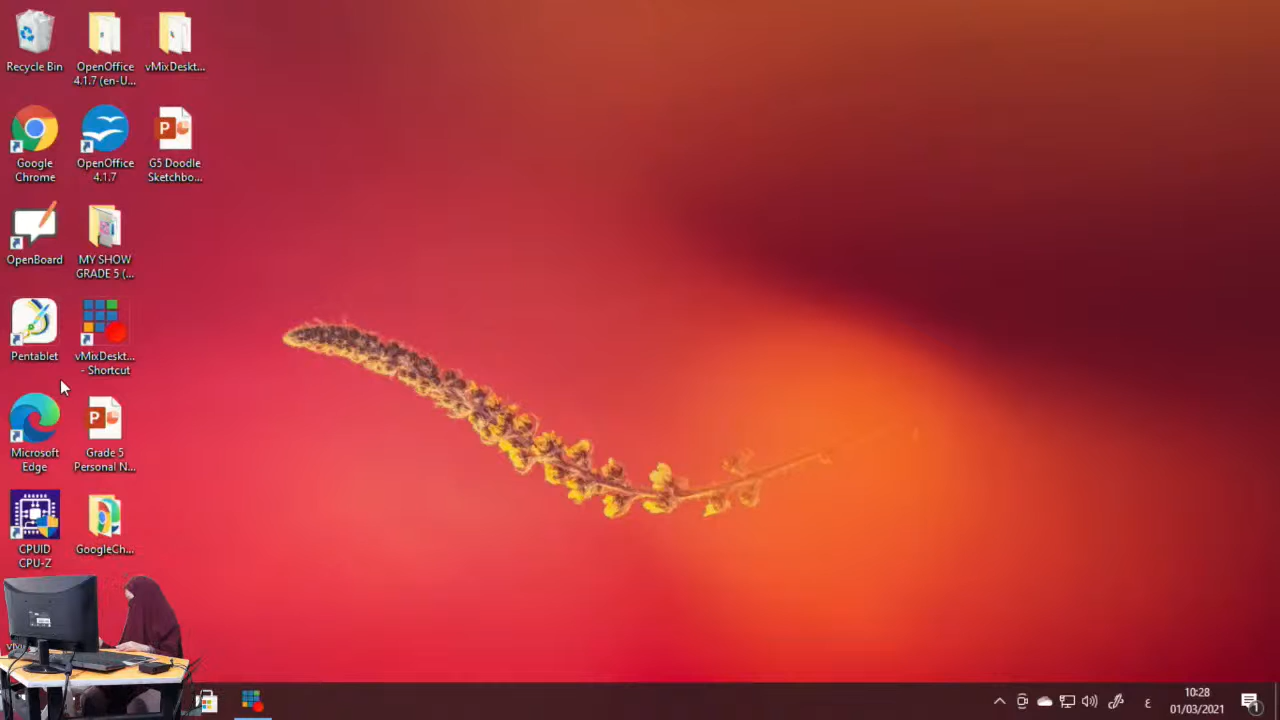 Recycle Bin
OpenOffice
4.1.7 (en-U...
vMixDeskt...
Google
Chrome
OpenOffice
4.1.7
G5 Doodle
Sketchbo...
OpenBoard
MY SHOW
GRADE 5 (...
Pentablet
vMixDeskt...
- Shortcut
Microsoft
Edge
Grade 5
Personal N...
CPUID
CPU-Z
GoogleCh...
ع
10:28
01/03/2021
1